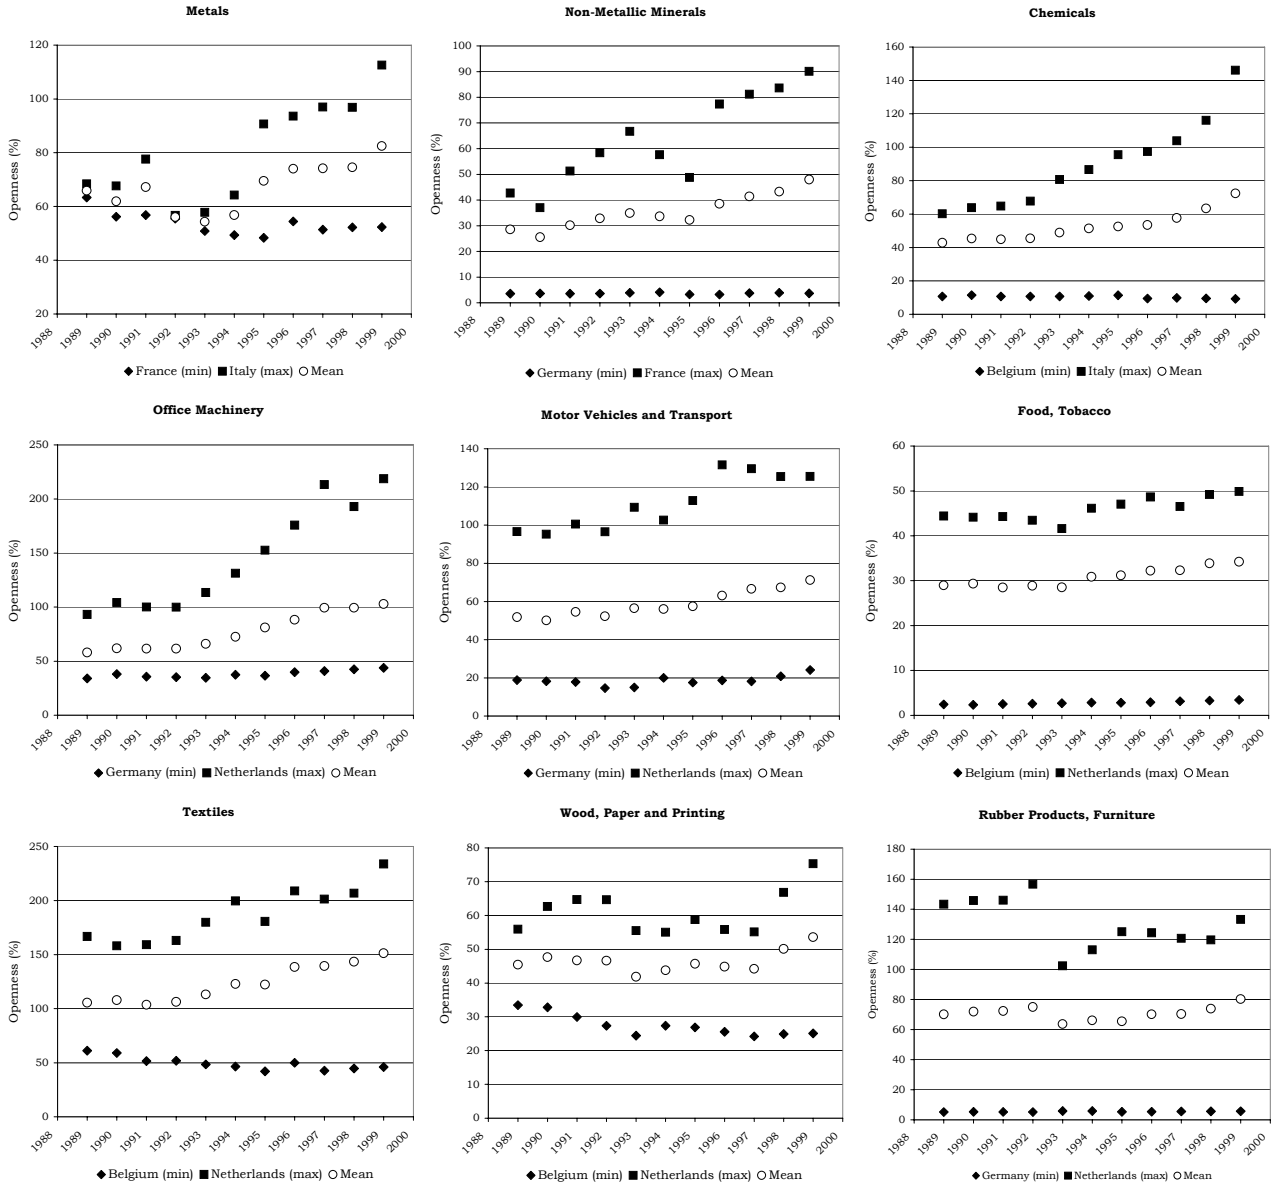 Metals
Openness (%)
120
100
80
60
40
20
1988 1989 1990 1991 1992 1993 1994 1995 1996 1997 1998 1999 2000
France (min) Italy (max) Mean
Non-Metallic Minerals
Openness (%)
100
90
80
70
60
50
40
30
20
10
0
1988 1989 1990 1991 1992 1993 1994 1995 1996 1997 1998 1999 2000
Germany (min) France (max) Mean
Chemicals
Openness (%)
160
140
120
100
80
60
40
20
0
1988 1989 1990 1991 1992 1993 1994 1995 1996 1997 1998 1999 2000
Belgium (min) Italy (max) Mean
Office Machinery
Openness (%)
250
200
150
100
50
0
1988 1989 1990 1991 1992 1993 1994 1995 1996 1997 1998 1999 2000
Germany (min) Netherlands (max) Mean
Motor Vehicles and Transport
Openness (%)
140
120
100
80
60
40
20
0
1988 1989 1990 1991 1992 1993 1994 1995 1996 1997 1998 1999 2000
Germany (min) Netherlands (max) Mean
Food, Tobacco
Openness (%)
60
50
40
30
20
10
0
1988 1989 1990 1991 1992 1993 1994 1995 1996 1997 1998 1999 2000
Belgium (min) Netherlands (max) Mean
Textiles
Openness (%)
250
200
150
100
50
0
1988 1989 1990 1991 1992 1993 1994 1995 1996 1997 1998 1999 2000
Belgium (min) Netherlands (max) Mean
Wood, Paper and Printing
Openness (%)
80
70
60
50
40
30
20
10
0
1988 1989 1990 1991 1992 1993 1994 1995 1996 1997 1998 1999 2000
Belgium (min) Netherlands (max) Mean
Rubber Products, Furniture
Openness (%)
180
160
140
120
100
80
60
40
20
0
1988 1989 1990 1991 1992 1993 1994 1995 1996 1997 1998 1999 2000
Germany (min) Netherlands (max) Mean